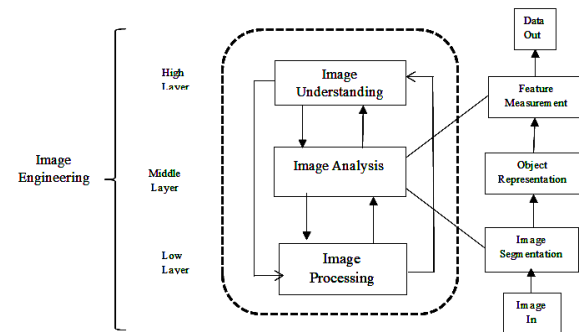 Image
Engineering
High
Layer
Middle
Layer
Low
Layer
Image
Understanding
Image Analysis
Image
Processing
Data
Out
Feature
Measurement
Object
Representation
Image
Segmentation
Image
In